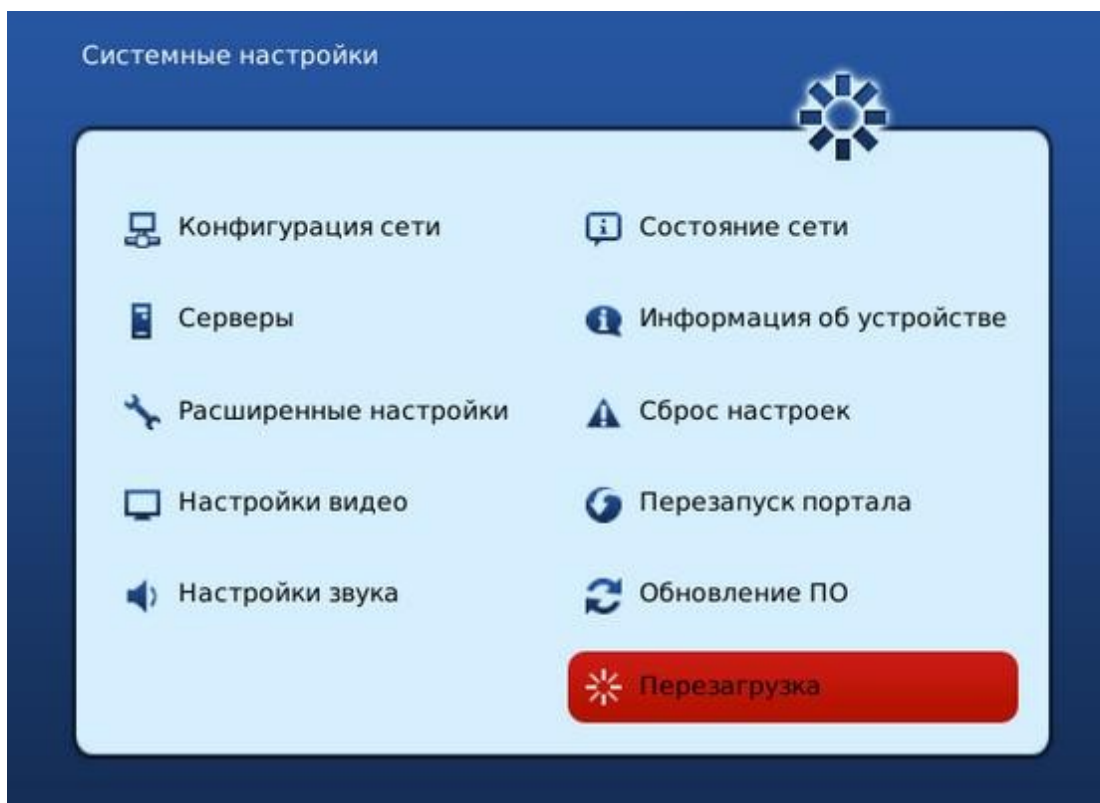 Системные настройки
Конфигурация сети
Состояние сети
Серверы
Информация об устройстве
Расширенные настройки
Сброс настроек
Настройки видео
Перезапуск портала
Настройки звука
Обновление ПО
Перезагрузка